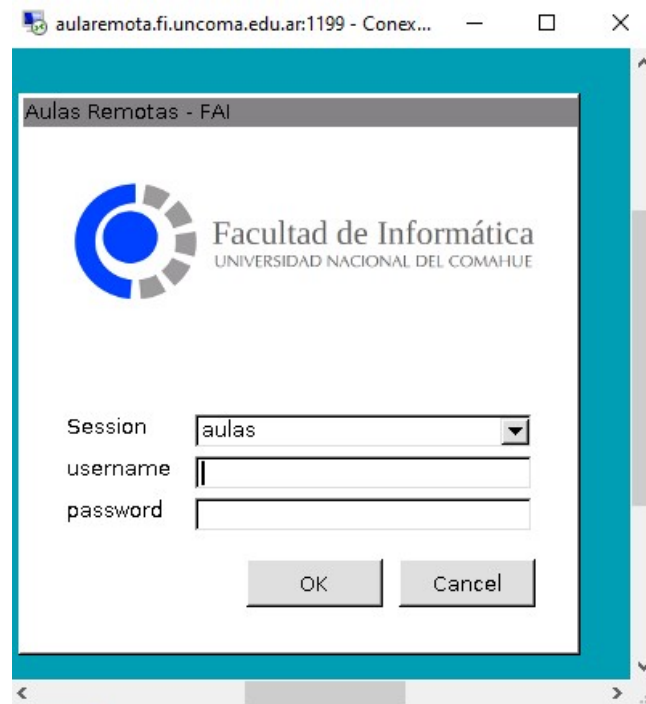 aularemota.fi.uncoma.edu.ar:1199 - Conex...
Aulas Remotas - FAI
Facultad de Informática
UNIVERSIDAD NACIONAL DEL COMAHUE
Session
aulas
username
password
OK
Cancel